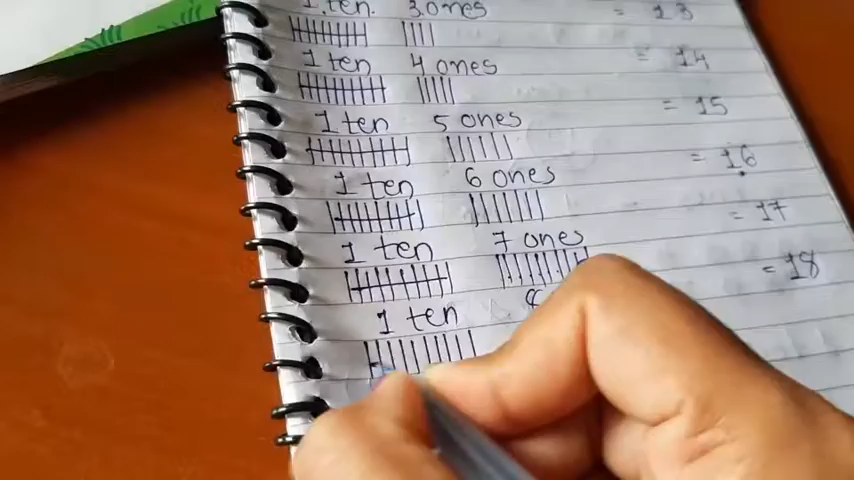 1 ten. 3 ones = 13
1 ten 4 ones = 14
1 ten 5 ones = 15
1 ten 6 ones = 16
1 ten 7 ones = 17
1 ten = 18